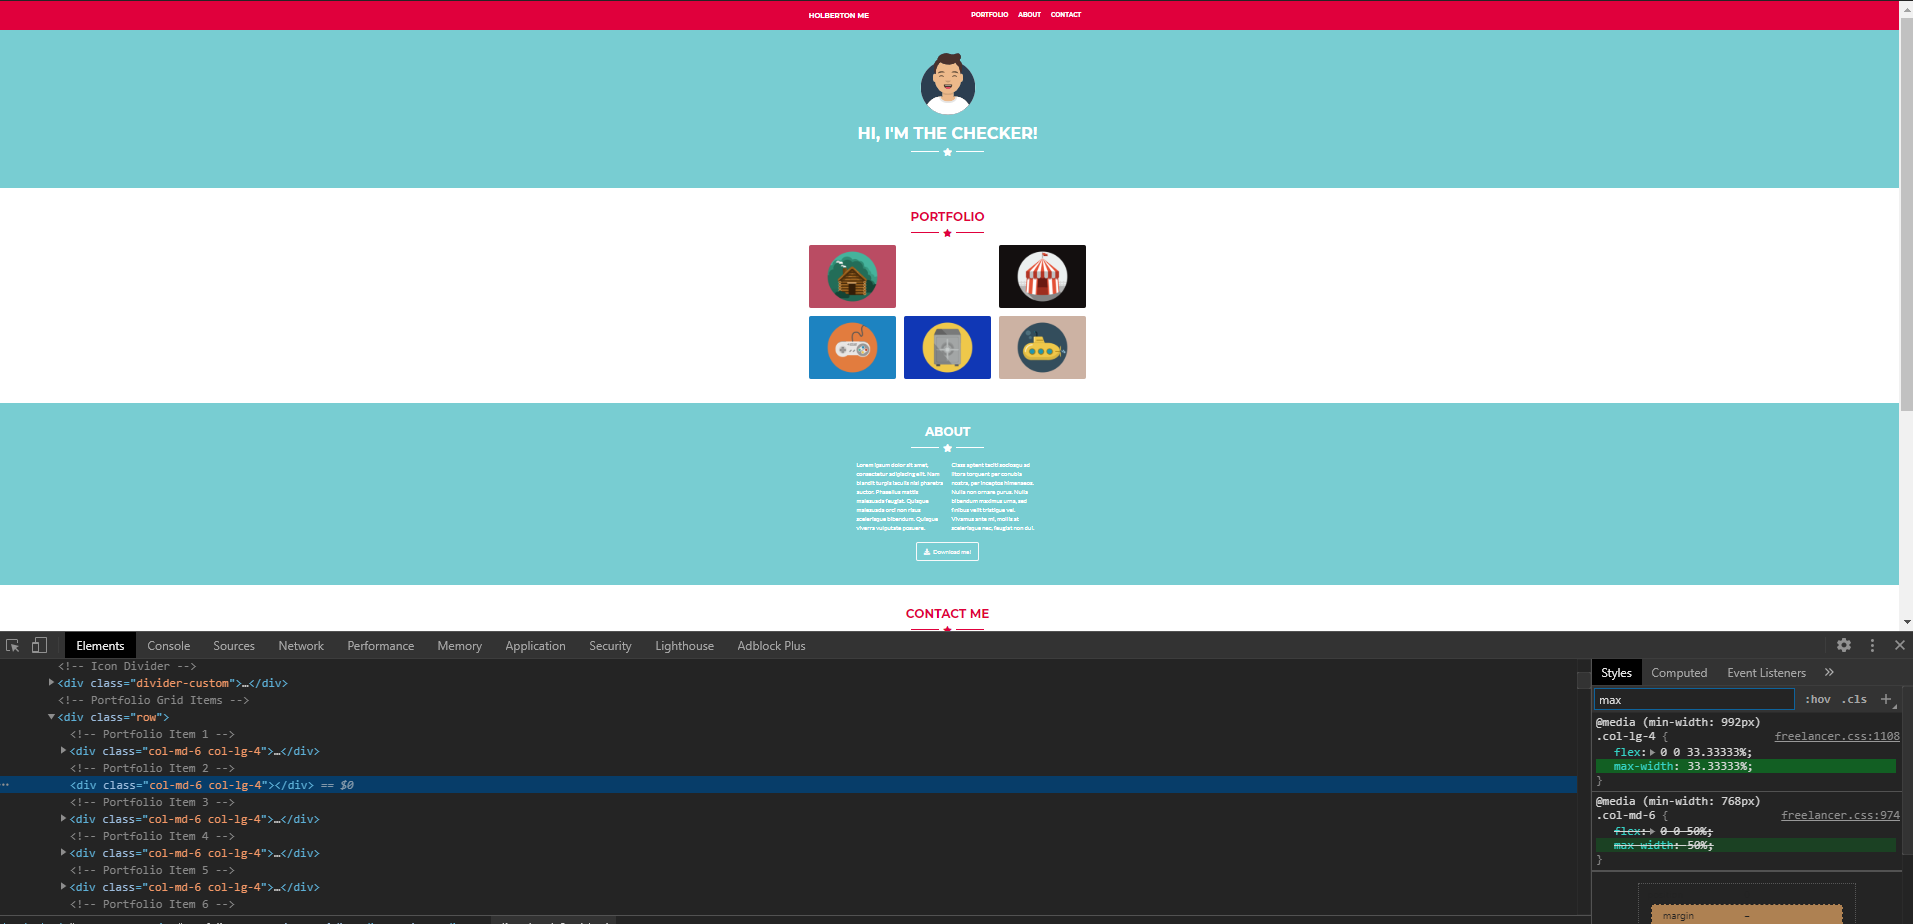 HOLBERTON ME
PORTFOLIO ABOUT CONTACT
HI, I'M THE CHECKER!
PORTFOLIO
ABOUT
Lorem ipsum dolor sit amet,
consectetur adipiscing elit. Nam
blandit turpis iaculis nisl pharetra
auctor. Phasellus mattis
malesuada feugiat. Quisque
malesuada orci non risus
scelerisque bibendum. Quisque
viverra vulputate posuere.
Class aptent taciti sociosqu ad
litora torquent per conubia
nostra, per inceptos himenaeos.
Nulla non ornare purus. Nulla
bibendum maximus urna, sed
finibus velit tristique vel.
Vivamus ante mi, mollis at
scelerisque nec, feugiat non dui.
Download me!
CONTACT ME
Elements Console Sources Network Performance Memory Application Security Lighthouse Adblock Plus
<!-- Icon Divider -->
<div class="divider-custom">…</div>
<!-- Portfolio Grid Items -->
<div class="row">
<!-- Portfolio Item 1 -->
<div class="col-md-6 col-lg-4">…</div>
<!-- Portfolio Item 2 -->
<div class="col-md-6 col-lg-4"></div> == $0
<!-- Portfolio Item 3 -->
<div class="col-md-6 col-lg-4">…</div>
<!-- Portfolio Item 4 -->
<div class="col-md-6 col-lg-4">…</div>
<!-- Portfolio Item 5 -->
<div class="col-md-6 col-lg-4">…</div>
<!-- Portfolio Item 6 -->
Styles Computed Event Listeners »
max :hov .cls +
@media (min-width: 992px)
.col-lg-4 { freelancer.css:1108
flex: 0 0 33.33333%;
max-width: 33.33333%;
}
@media (min-width: 768px)
.col-md-6 { freelancer.css:974
flex: 0 0 50%;
max-width: 50%;
}
margin –